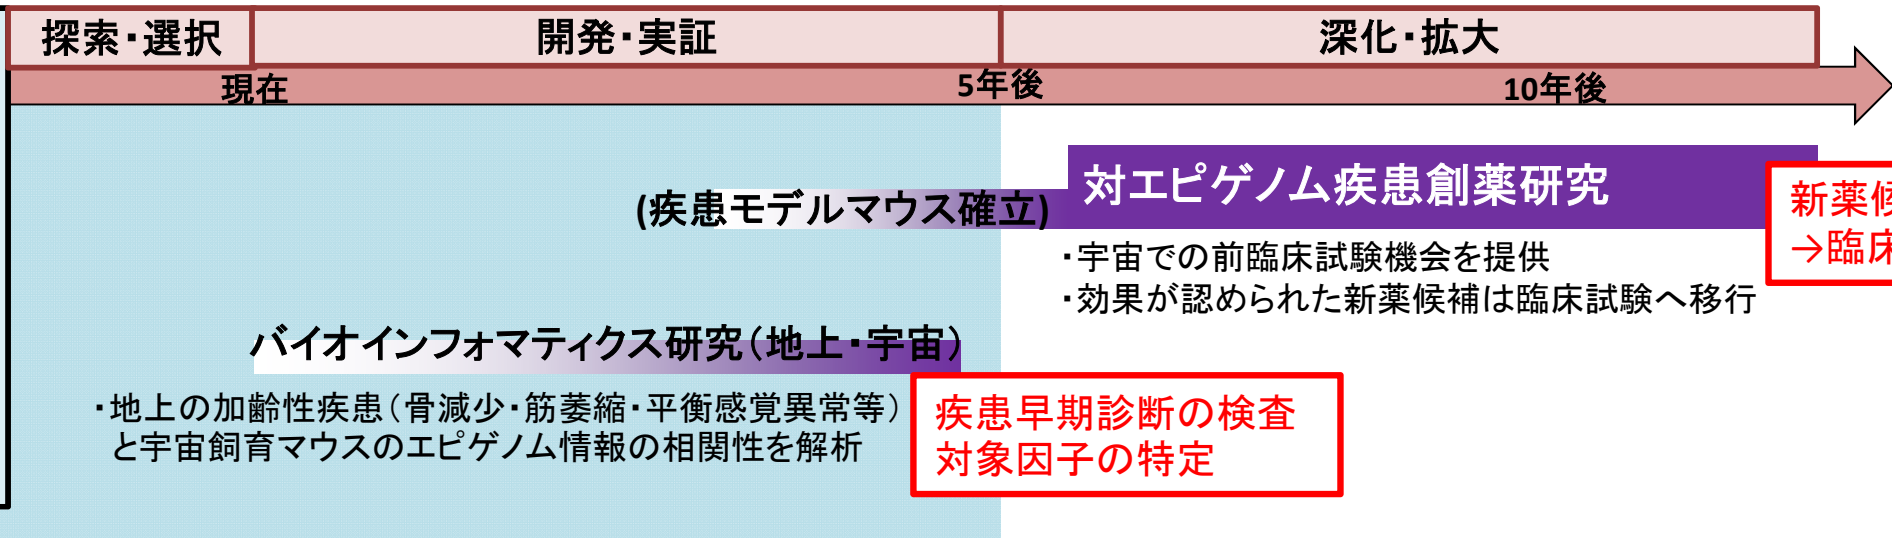 探索・選択
開発・実証
深化・拡大
現在
5年後
10年後
対エピゲノム疾患創薬研究
(疾患モデルマウス確立)
新薬候
→臨床
・宇宙での前臨床試験機会を提供
・効果が認められた新薬候補は臨床試験へ移行
バイオインフォマティクス研究（地上・宇宙）
・地上の加齢性疾患（骨減少・筋萎縮・平衡感覚異常等）
と宇宙飼育マウスのエピゲノム情報の相関性を解析
疾患早期診断の検査
対象因子の特定